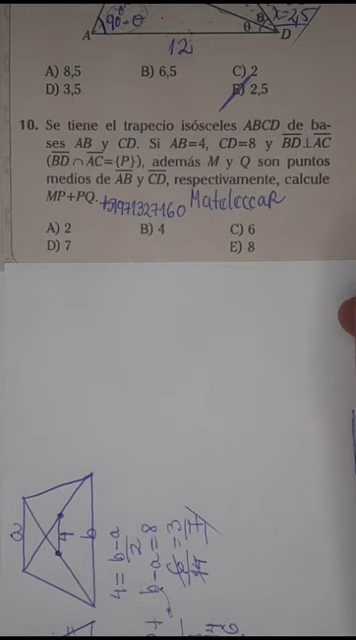 90-θ
θ
θ
x=2,5
A
D
12
A) 8,5 B) 6,5 C) 2
D) 3,5 E) 2,5
10. Se tiene el trapecio isósceles ABCD de ba-
ses AB y CD. Si AB=4, CD=8 y BD⊥AC
(BD∩AC={P}), además M y Q son puntos
medios de AB y CD, respectivamente, calcule
MP+PQ. +51971327160 MateleccaR
A) 2 B) 4 C) 6
D) 7 E) 8
a
4
b
4=b-a/2
b-a=8